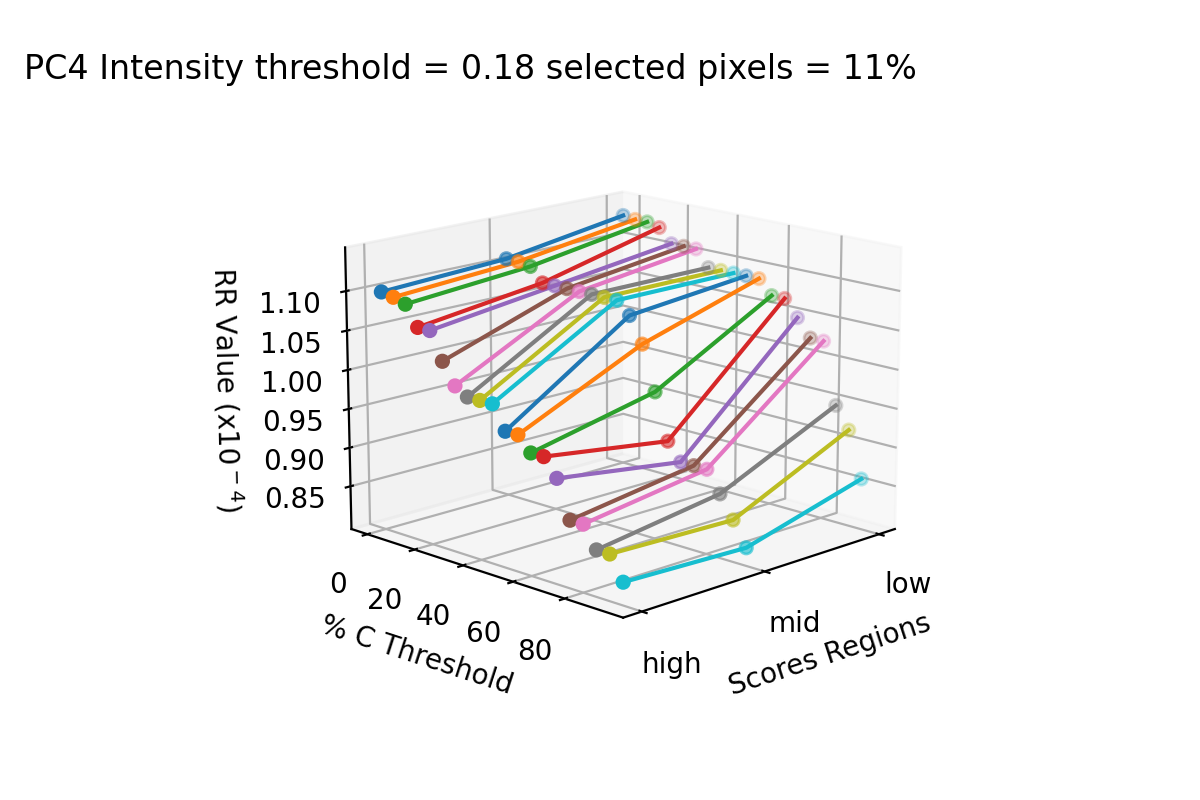 PC4 Intensity threshold = 0.18 selected pixels = 11%
RR Value (x10⁻⁴)
1.10
1.05
1.00
0.95
0.90
0.85
0
20
40
60
80
% C Threshold
high
mid
low
Scores Regions